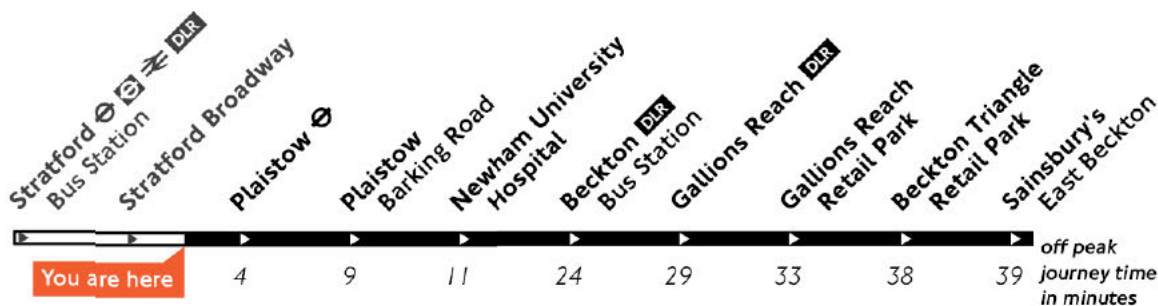 Stratford DLR
Bus Station
Stratford Broadway
Plaistow
Plaistow
Barking Road
Newham University
Hospital
Beckton DLR
Bus Station
Gallions Reach DLR
Gallions Reach
Retail Park
Beckton Triangle
Retail Park
Sainsbury's
East Beckton
You are here
4 9 11 24 29 33 38 39
off peak
journey time
in minutes